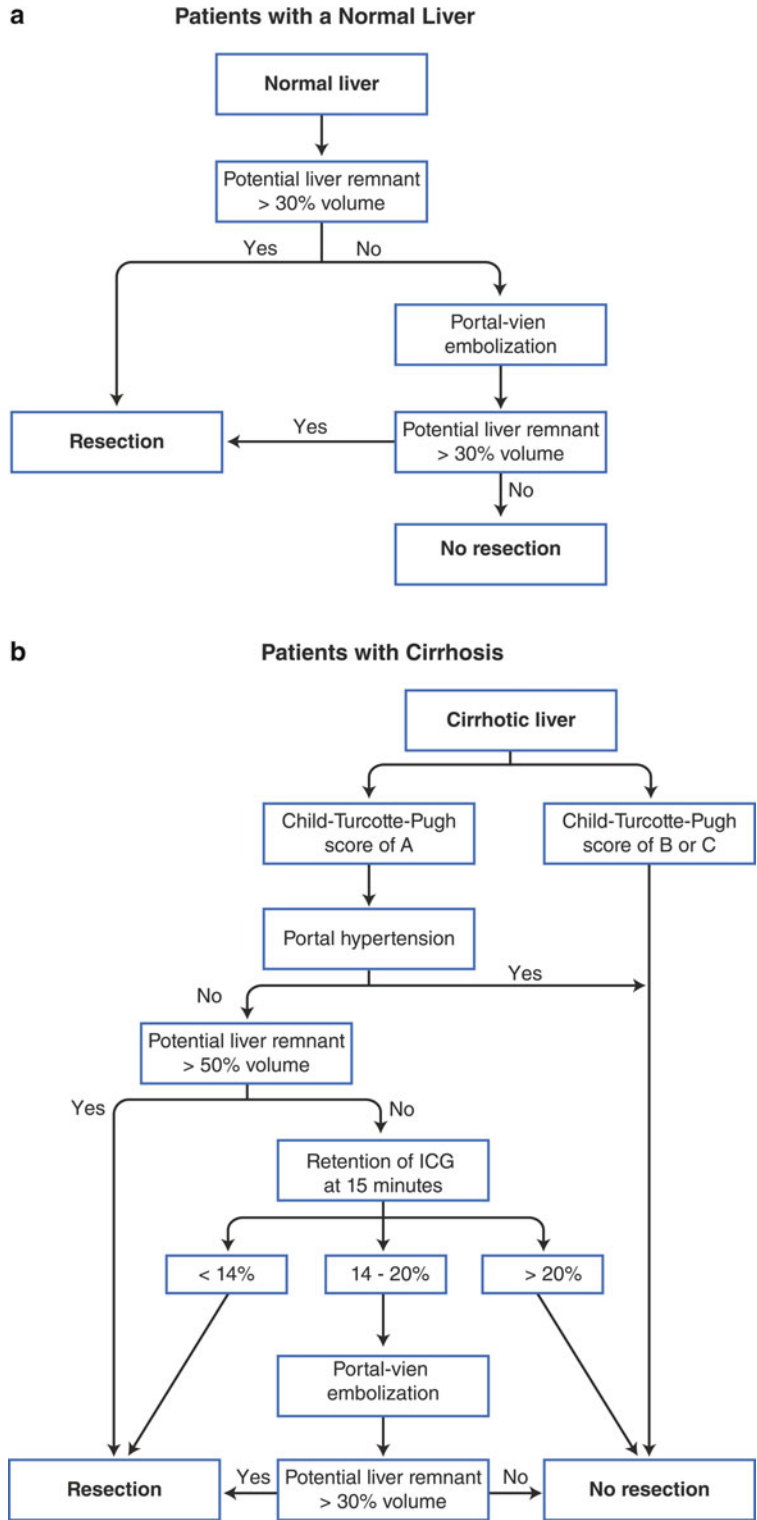 a
Patients with a Normal Liver
Normal liver
Potential liver remnant
> 30% volume
Yes
No
Portal-vien
embolization
Resection
Yes
Potential liver remnant
> 30% volume
No
No resection
b
Patients with Cirrhosis
Cirrhotic liver
Child-Turcotte-Pugh
score of A
Child-Turcotte-Pugh
score of B or C
Portal hypertension
No
Yes
Potential liver remnant
> 50% volume
Yes
No
Retention of ICG
at 15 minutes
< 14%
14 - 20%
> 20%
Portal-vien
embolization
Resection
Yes
Potential liver remnant
> 30% volume
No
No resection